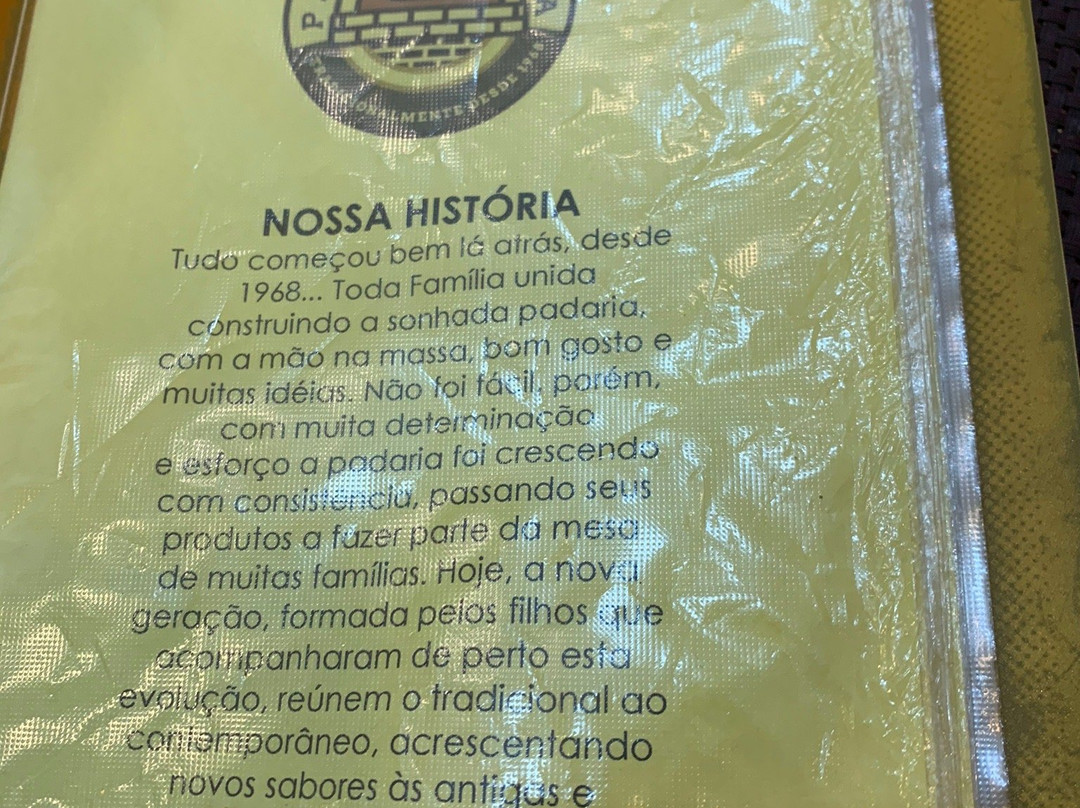 TRADICIONALMENTE DESDE 1968
NOSSA HISTÓRIA
Tudo começou bem lá atrás, desde
1968... Toda Família unida
construindo a sonhada padaria,
com a mão na massa, bom gosto e
muitas idéias. Não foi fácil, porém,
com muita determinação
e esforço a padaria foi crescendo
com consistencia, passando seus
produtos a fazer parte da mesa
de muitas famílias. Hoje, a nova
geração, formada pelos filhos que
acompanharam de perto esta
evolução, reúnem o tradicional ao
contemporâneo, acrescentando
novos sabores às antigas e